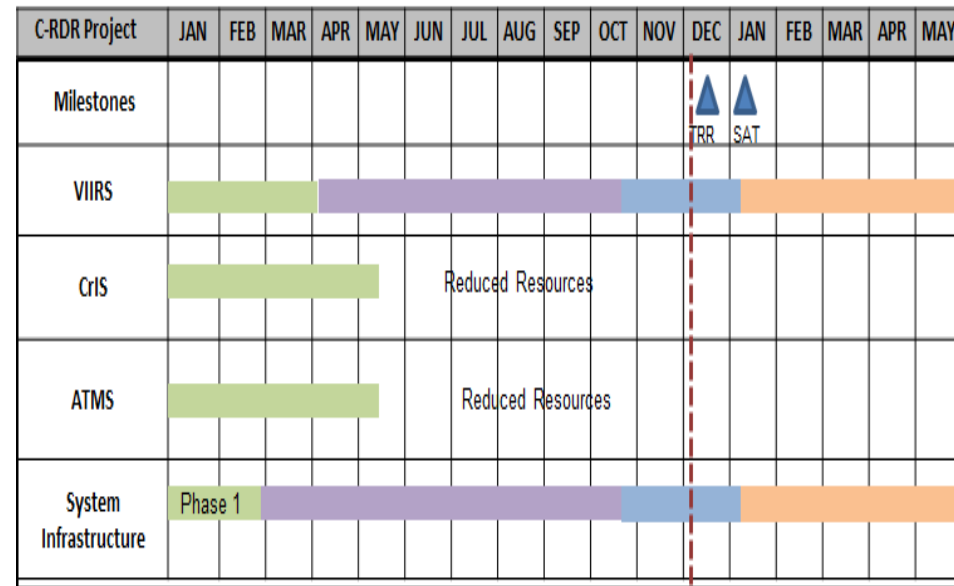 C-RDR Project JAN FEB MAR APR MAY JUN JUL AUG SEP OCT NOV DEC JAN FEB MAR APR MAY
Milestones
TRR SAT
VIIRS
CrIS Reduced Resources
ATMS Reduced Resources
System Infrastructure
Phase 1